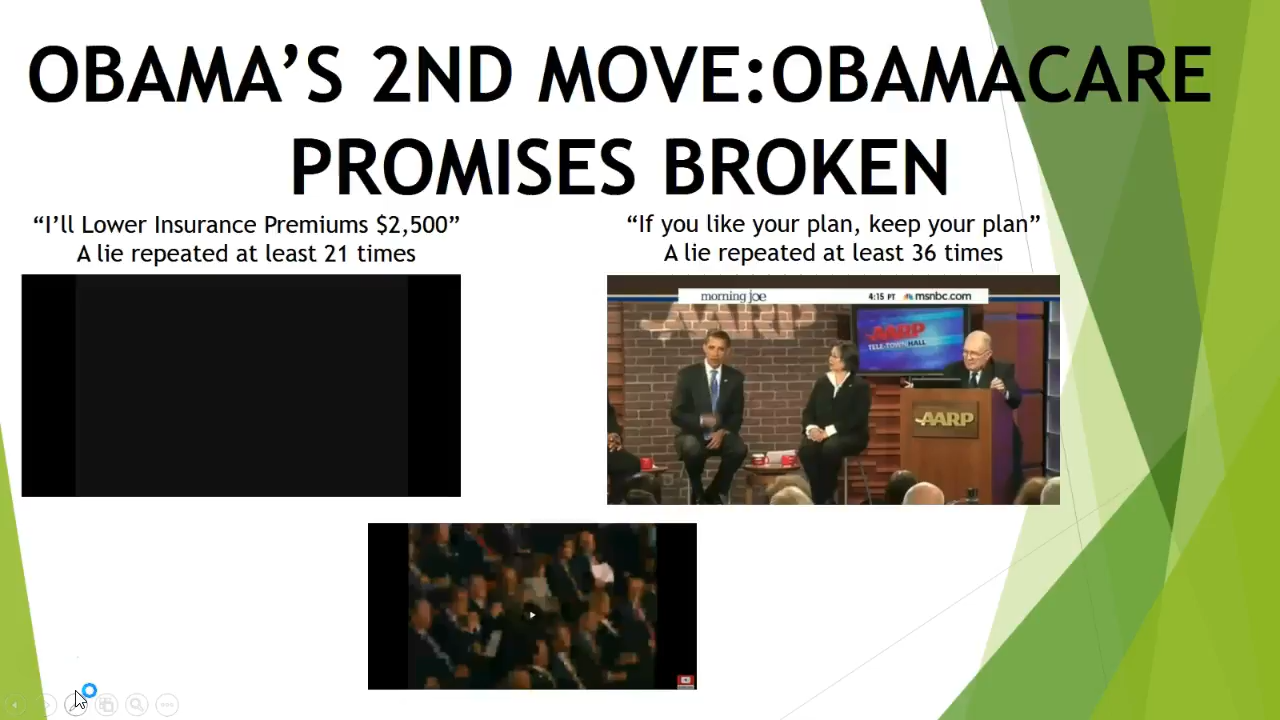 OBAMA’S 2ND MOVE:OBAMACARE
PROMISES BROKEN
“I’ll Lower Insurance Premiums $2,500”
A lie repeated at least 21 times
“If you like your plan, keep your plan”
A lie repeated at least 36 times
morning joe 4:15 PT msnbc.com
AARP
AARP
TELE-TOWN HALL
AARP